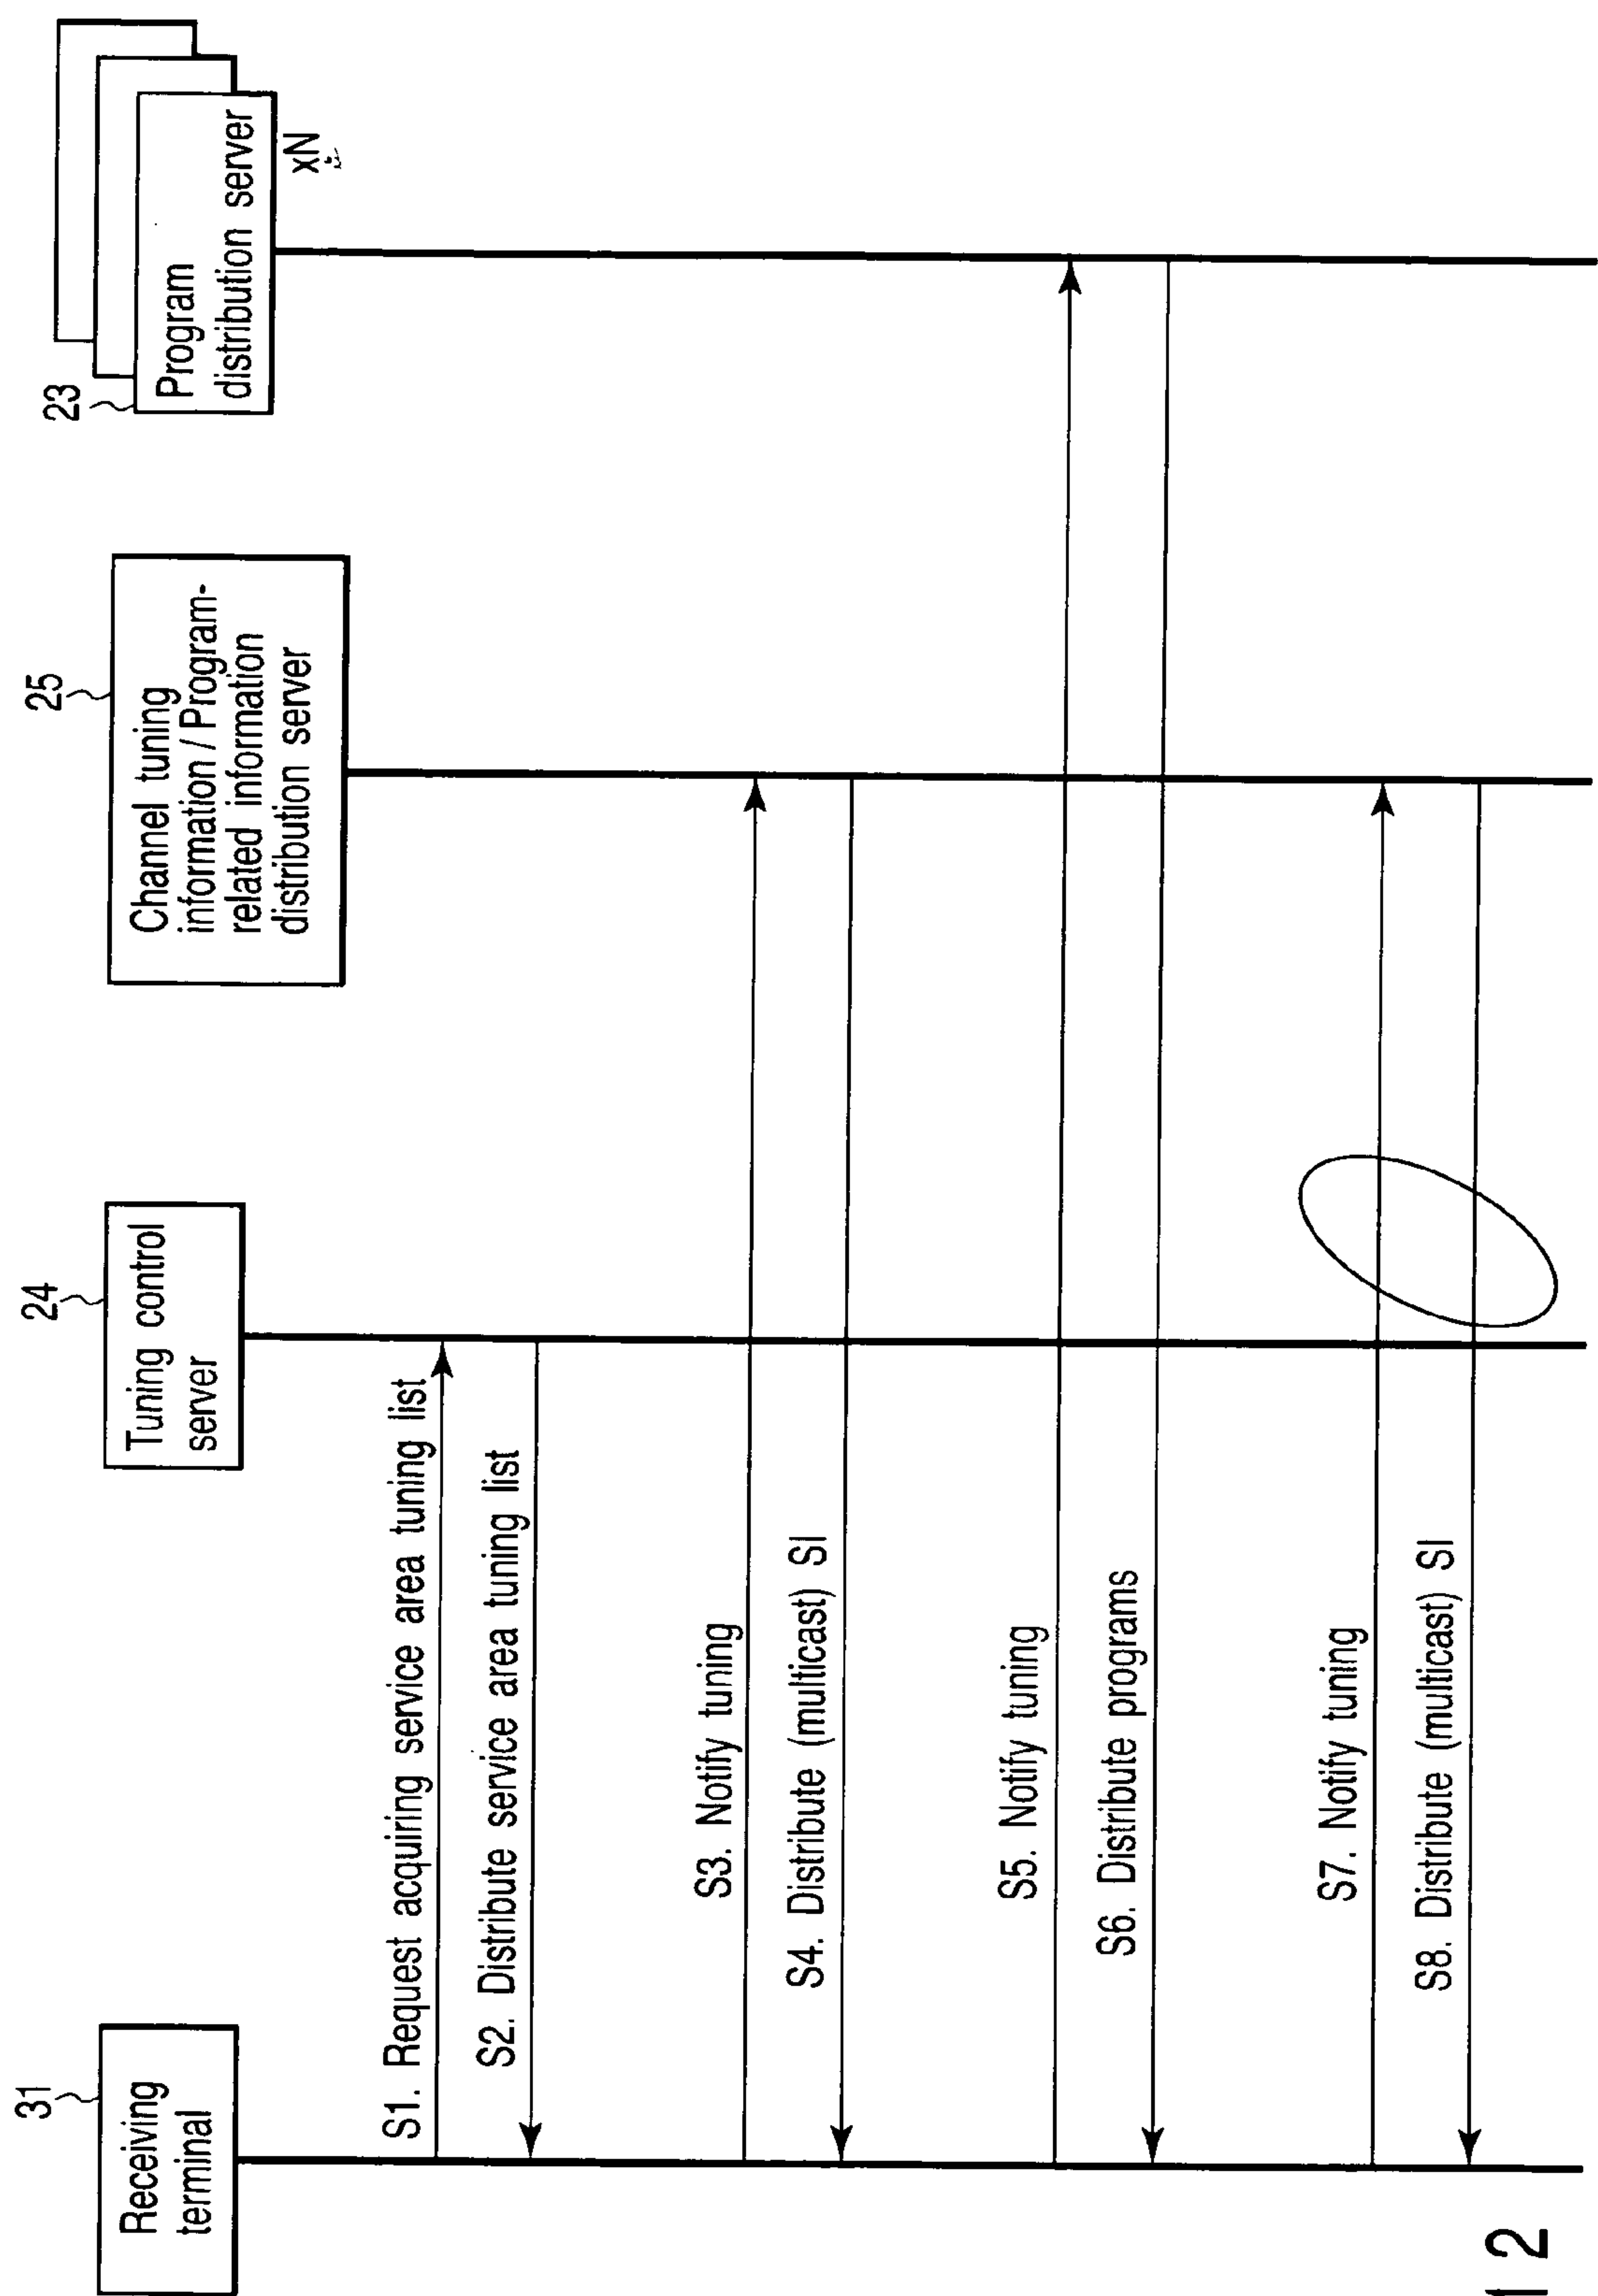 31
Receiving
terminal
24
Tuning control
server
25
Channel tuning
information / Program-
related information
distribution server
23
Program
distribution server
xN
S1. Request acquiring service area tuning list
S2. Distribute service area tuning list
S3. Notify tuning
S4. Distribute (multicast) SI
S5. Notify tuning
S6. Distribute programs
S7. Notify tuning
S8. Distribute (multicast) SI
12